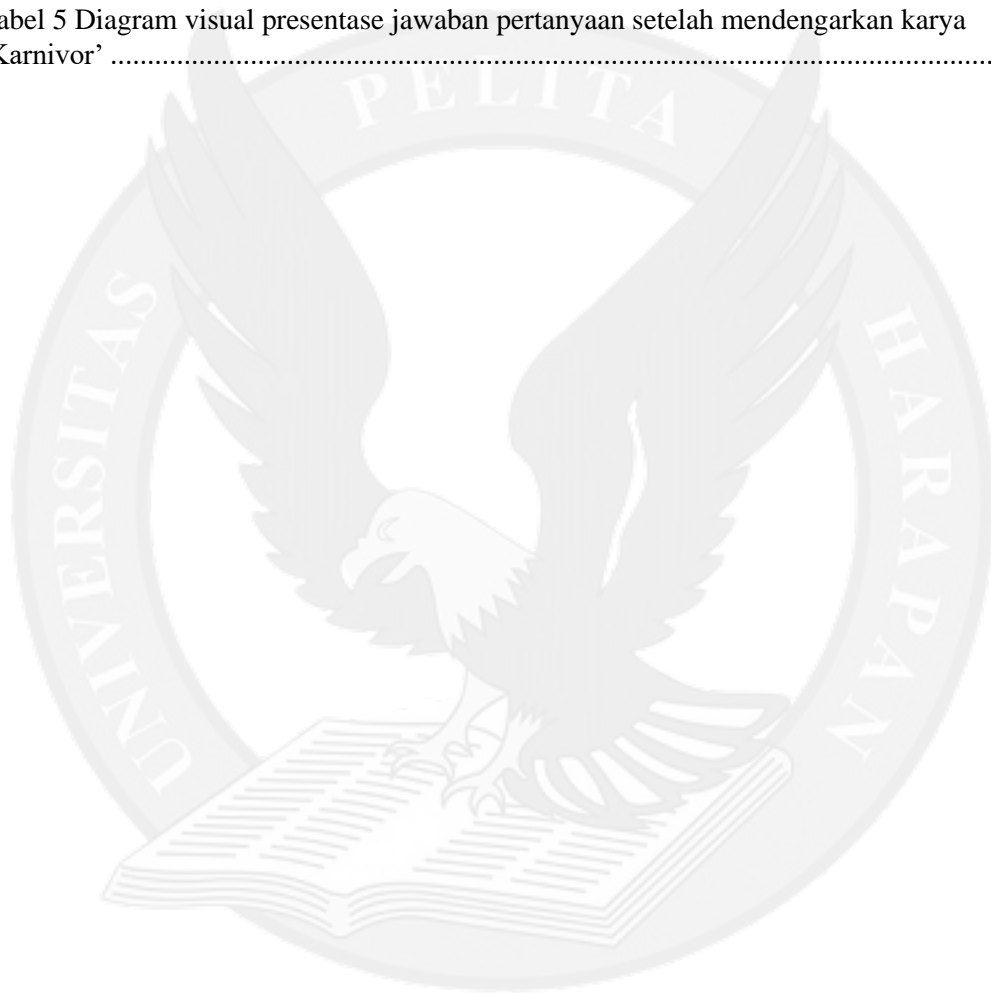 abel 5 Diagram visual presentase jawaban pertanyaan setelah mendengarkan karya
Karnivor’ ........................................................................................................................
UNIVERSITAS PELITA HARAPAN